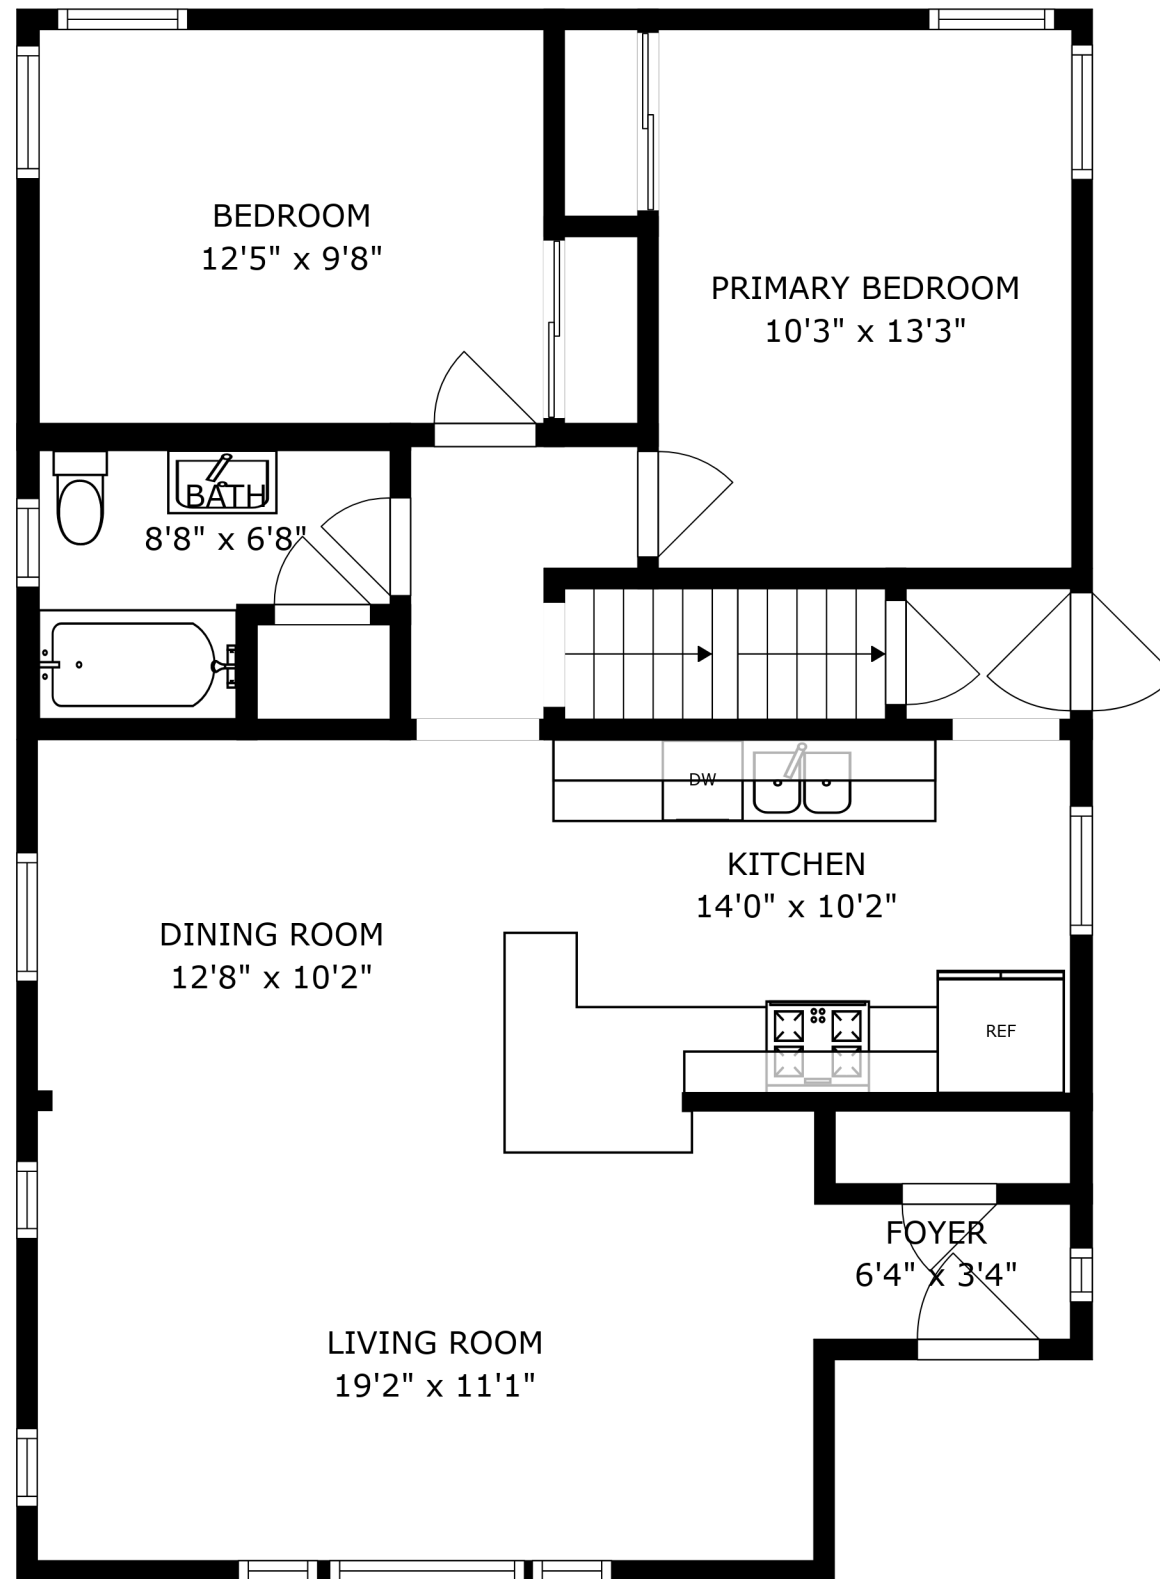 BEDROOM
12'5" x 9'8"
PRIMARY BEDROOM
10'3" x 13'3"
BATH
8'8" x 6'8"
DW
KITCHEN
14'0" x 10'2"
DINING ROOM
12'8" x 10'2"
REF
FOYER
6'4" x 3'4"
LIVING ROOM
19'2" x 11'1"